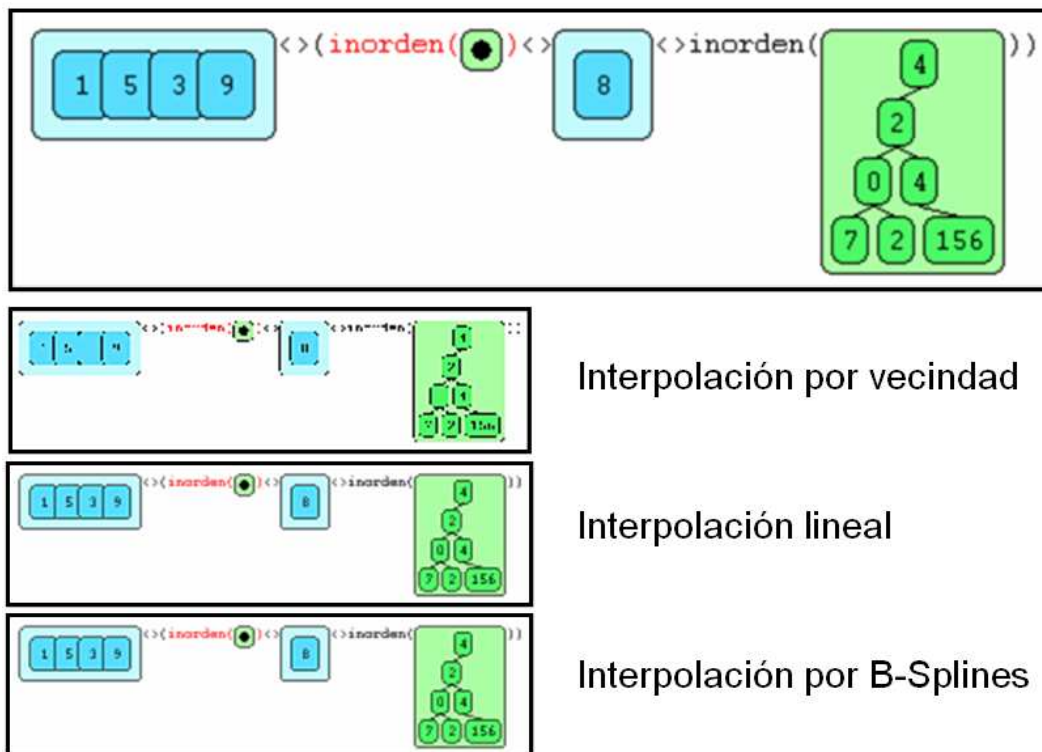 1 5 3 9 <>(inorden( ● )<> 8 <>inorden( 4 ))
2
0 4
7 2 156
Interpolación por vecindad
1 5 3 9 <>(inorden( ● )<> 8 <>inorden( 4 ))
2
0 4
7 2 156
Interpolación lineal
1 5 3 9 <>(inorden( ● )<> 8 <>inorden( 4 ))
2
0 4
7 2 156
Interpolación por B-Splines